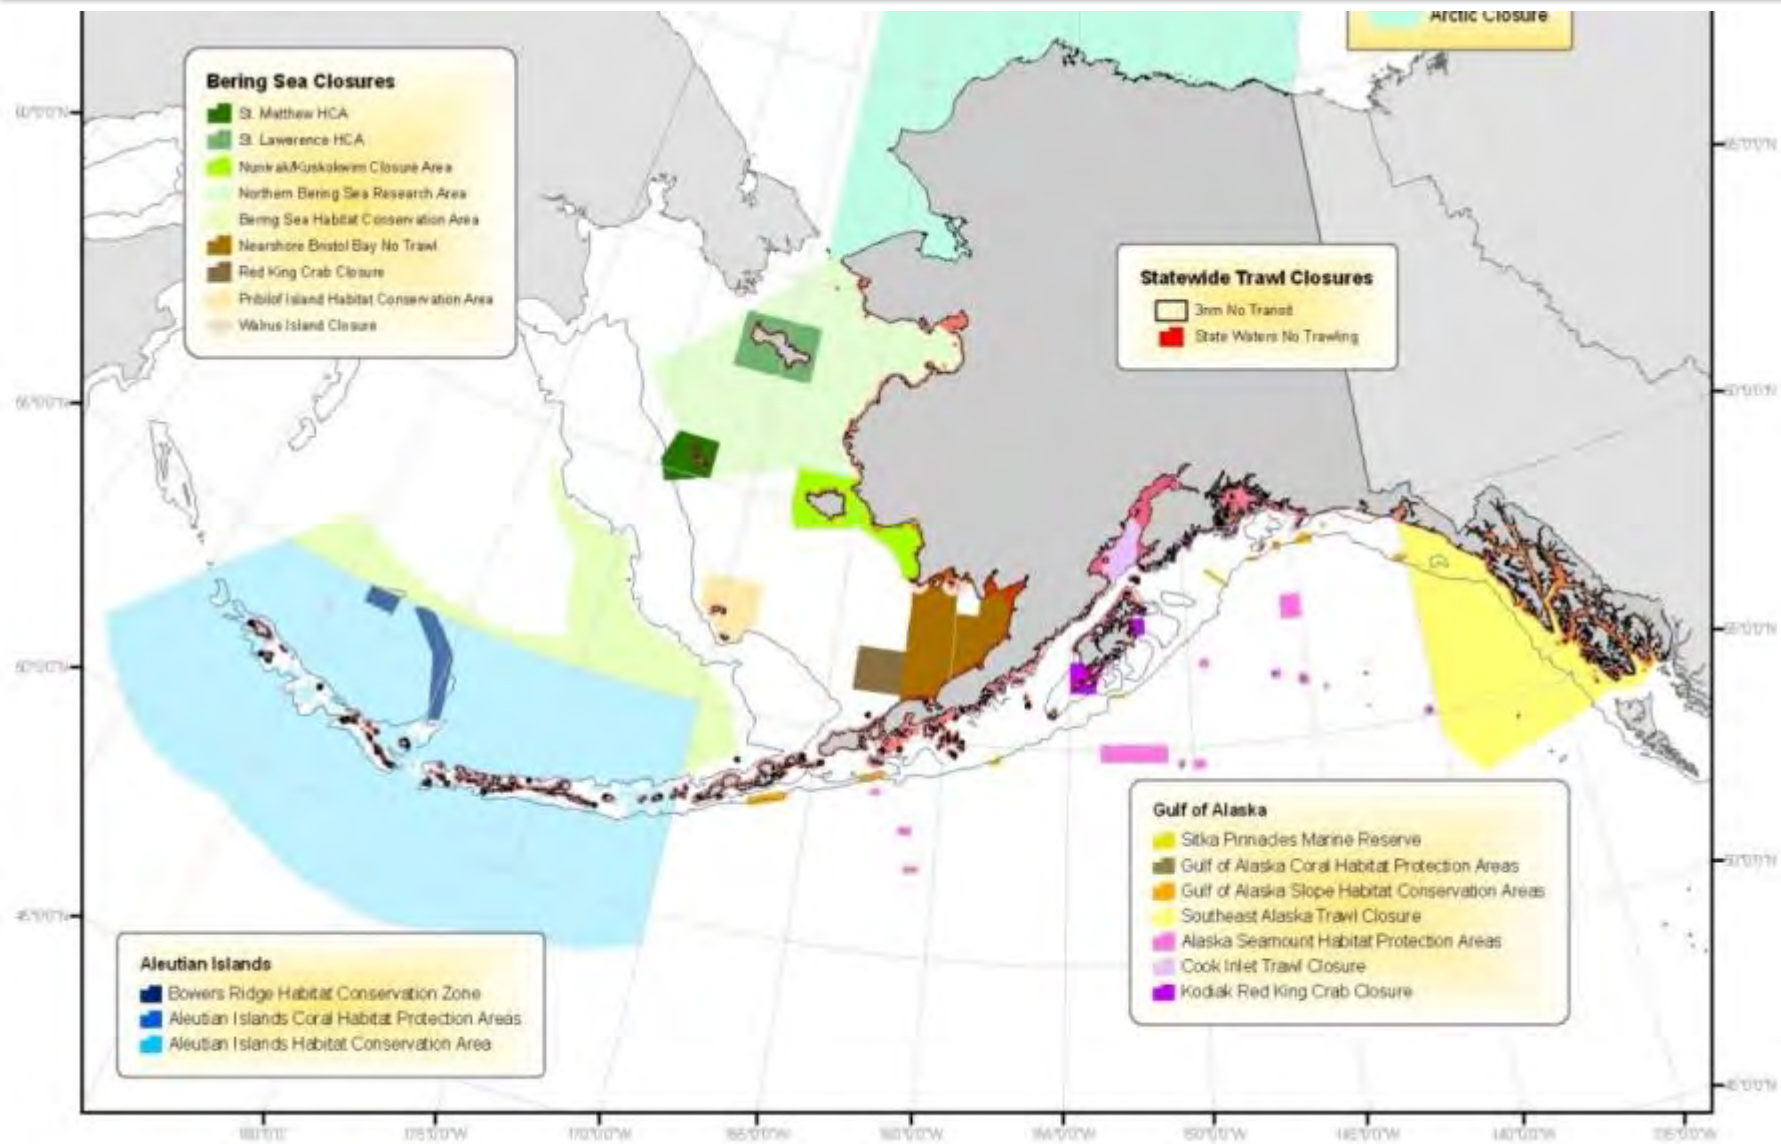 Arctic Closure
Bering Sea Closures
St. Matthew HCA
St. Lawerence HCA
Nunivak/Kuskokwim Closure Area
Northern Bering Sea Research Area
Bering Sea Habitat Conservation Area
Nearshore Bristol Bay No Trawl
Red King Crab Closure
Pribilof Island Habitat Conservation Area
Walrus Island Closure
Statewide Trawl Closures
3nm No Transit
State Waters No Trawling
Gulf of Alaska
Sitka Pinnacles Marine Reserve
Gulf of Alaska Coral Habitat Protection Areas
Gulf of Alaska Slope Habitat Conservation Areas
Southeast Alaska Trawl Closure
Alaska Seamount Habitat Protection Areas
Cook Inlet Trawl Closure
Kodiak Red King Crab Closure
Aleutian Islands
Bowers Ridge Habitat Conservation Zone
Aleutian Islands Coral Habitat Protection Areas
Aleutian Islands Habitat Conservation Area